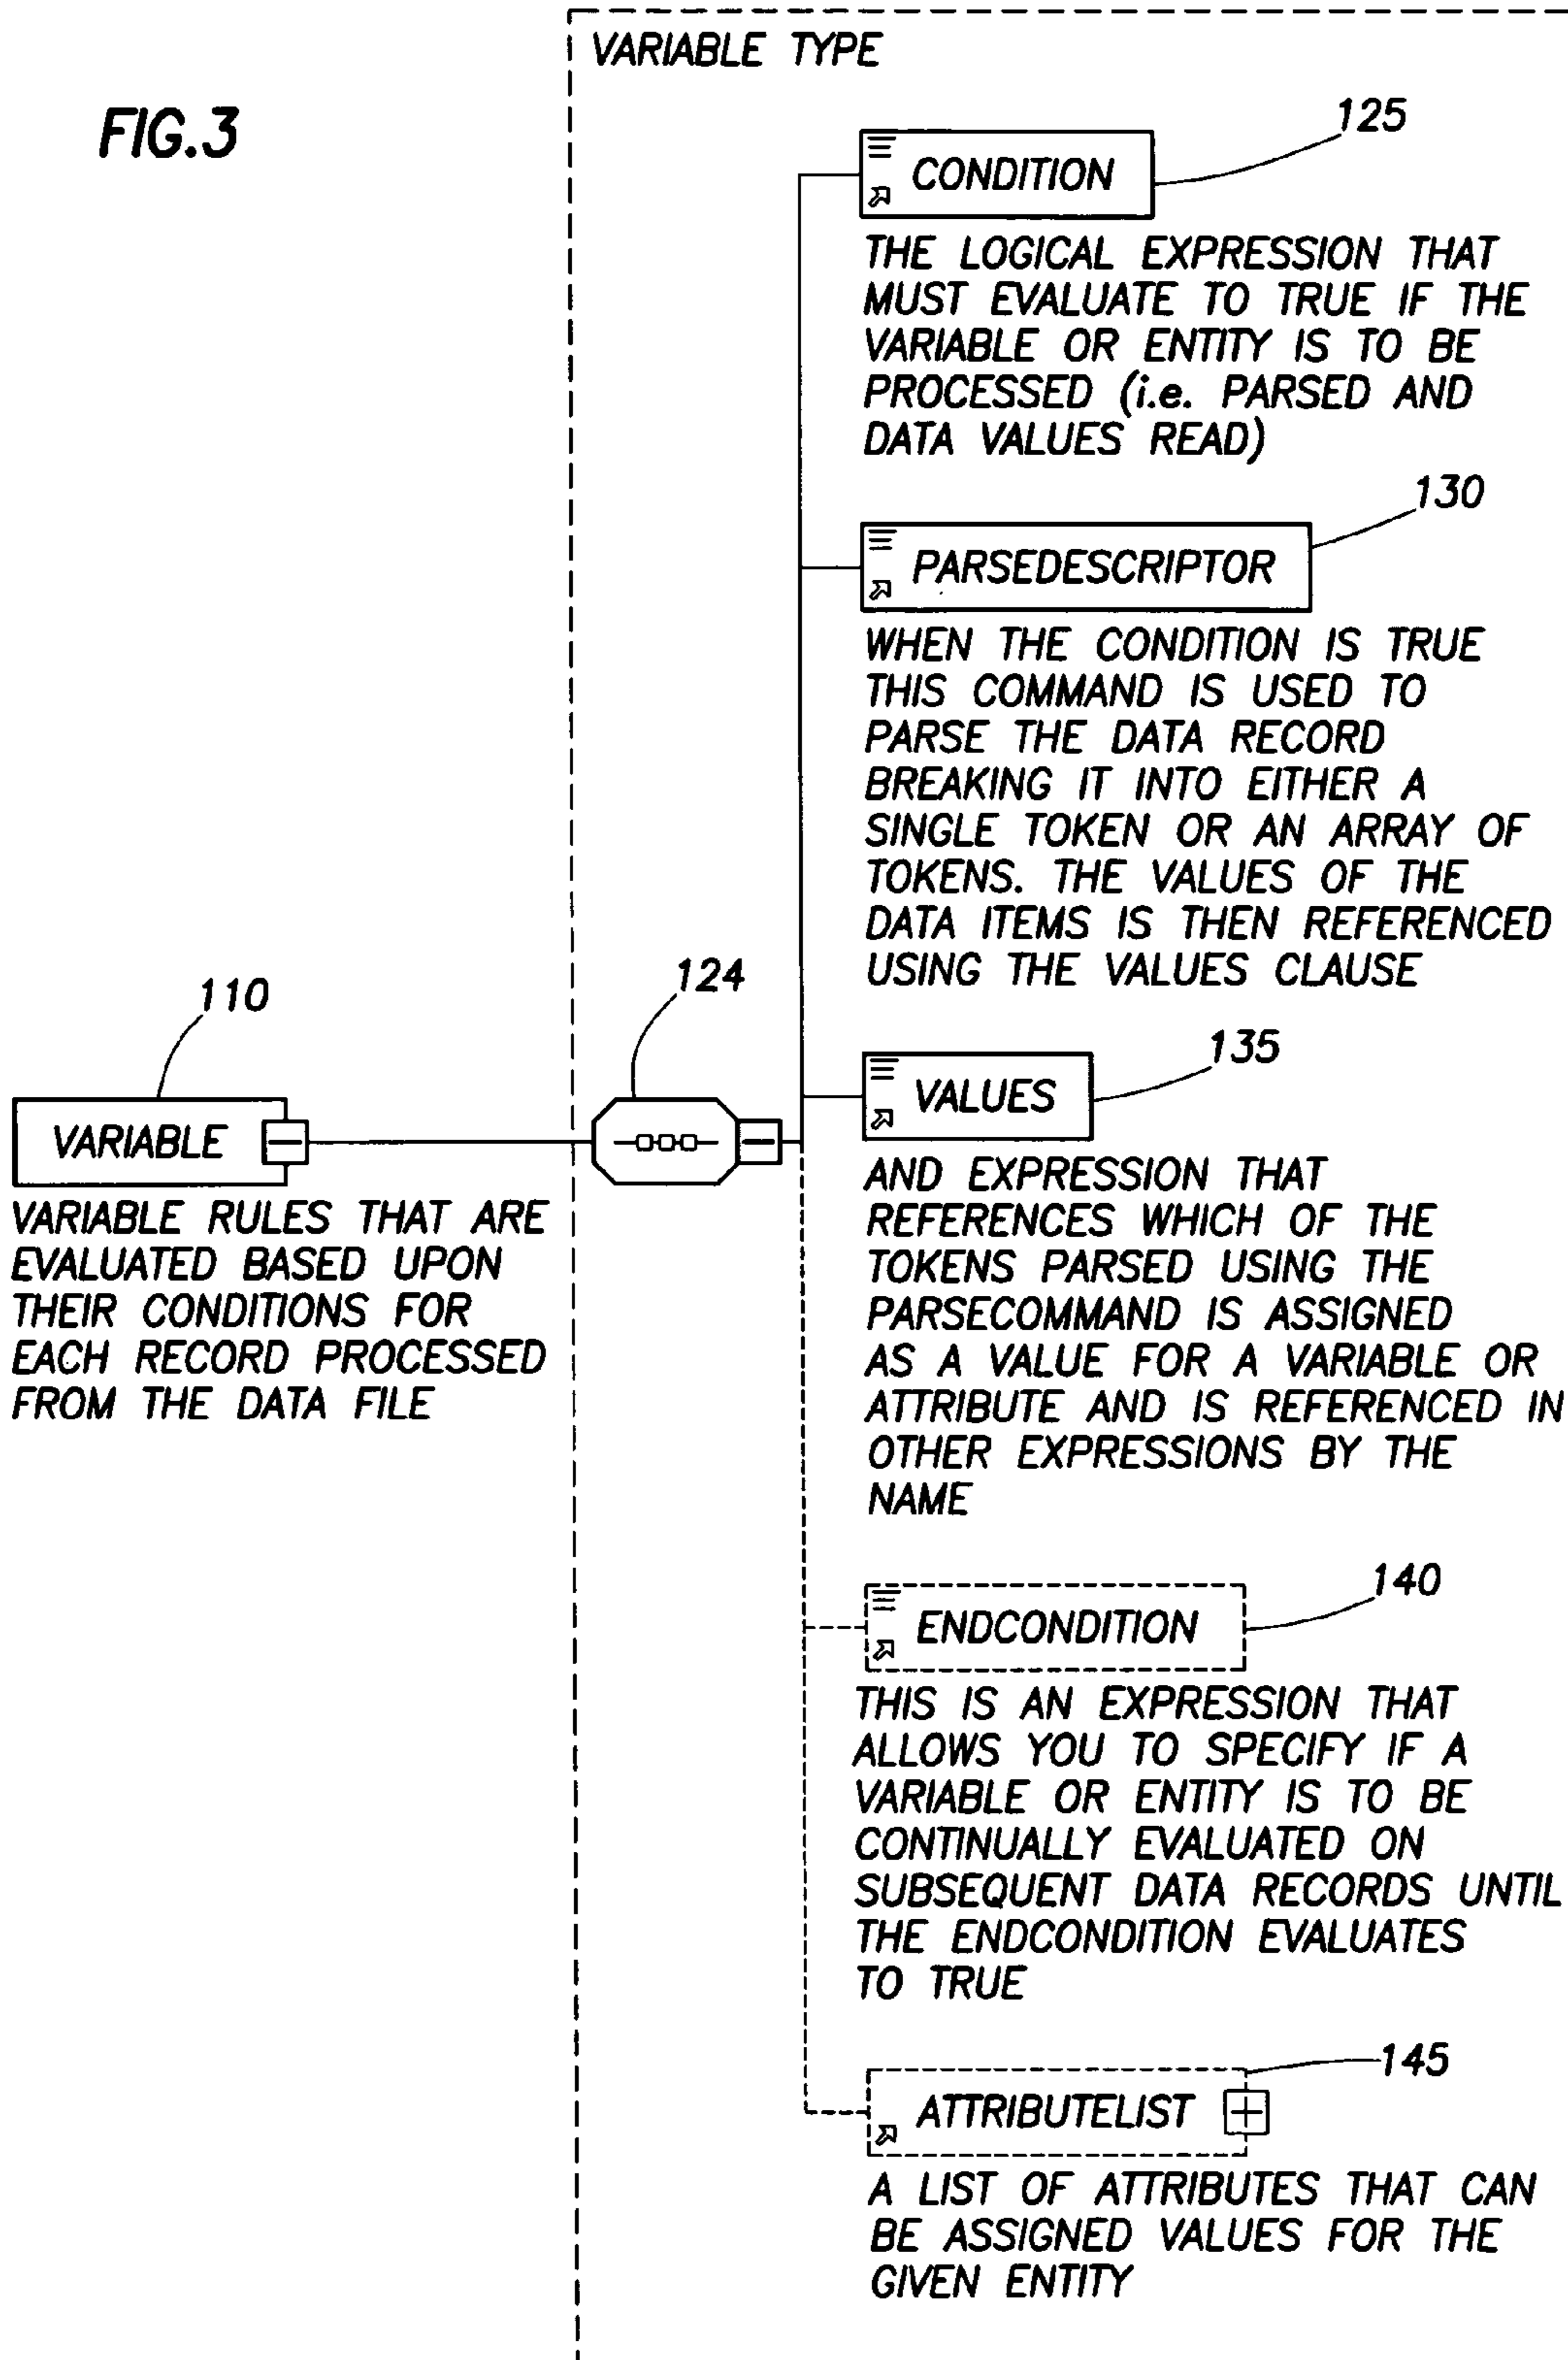 VARIABLE TYPE
FIG.3
125
CONDITION
THE LOGICAL EXPRESSION THAT
MUST EVALUATE TO TRUE IF THE
VARIABLE OR ENTITY IS TO BE
PROCESSED (i.e. PARSED AND
DATA VALUES READ)
130
PARSEDESCRIPTOR
WHEN THE CONDITION IS TRUE
THIS COMMAND IS USED TO
PARSE THE DATA RECORD
BREAKING IT INTO EITHER A
SINGLE TOKEN OR AN ARRAY OF
TOKENS. THE VALUES OF THE
DATA ITEMS IS THEN REFERENCED
USING THE VALUES CLAUSE
110
VARIABLE
VARIABLE RULES THAT ARE
EVALUATED BASED UPON
THEIR CONDITIONS FOR
EACH RECORD PROCESSED
FROM THE DATA FILE
124
135
VALUES
AND EXPRESSION THAT
REFERENCES WHICH OF THE
TOKENS PARSED USING THE
PARSECOMMAND IS ASSIGNED
AS A VALUE FOR A VARIABLE OR
ATTRIBUTE AND IS REFERENCED IN
OTHER EXPRESSIONS BY THE
NAME
140
ENDCONDITION
THIS IS AN EXPRESSION THAT
ALLOWS YOU TO SPECIFY IF A
VARIABLE OR ENTITY IS TO BE
CONTINUALLY EVALUATED ON
SUBSEQUENT DATA RECORDS UNTIL
THE ENDCONDITION EVALUATES
TO TRUE
145
ATTRIBUTELIST
A LIST OF ATTRIBUTES THAT CAN
BE ASSIGNED VALUES FOR THE
GIVEN ENTITY